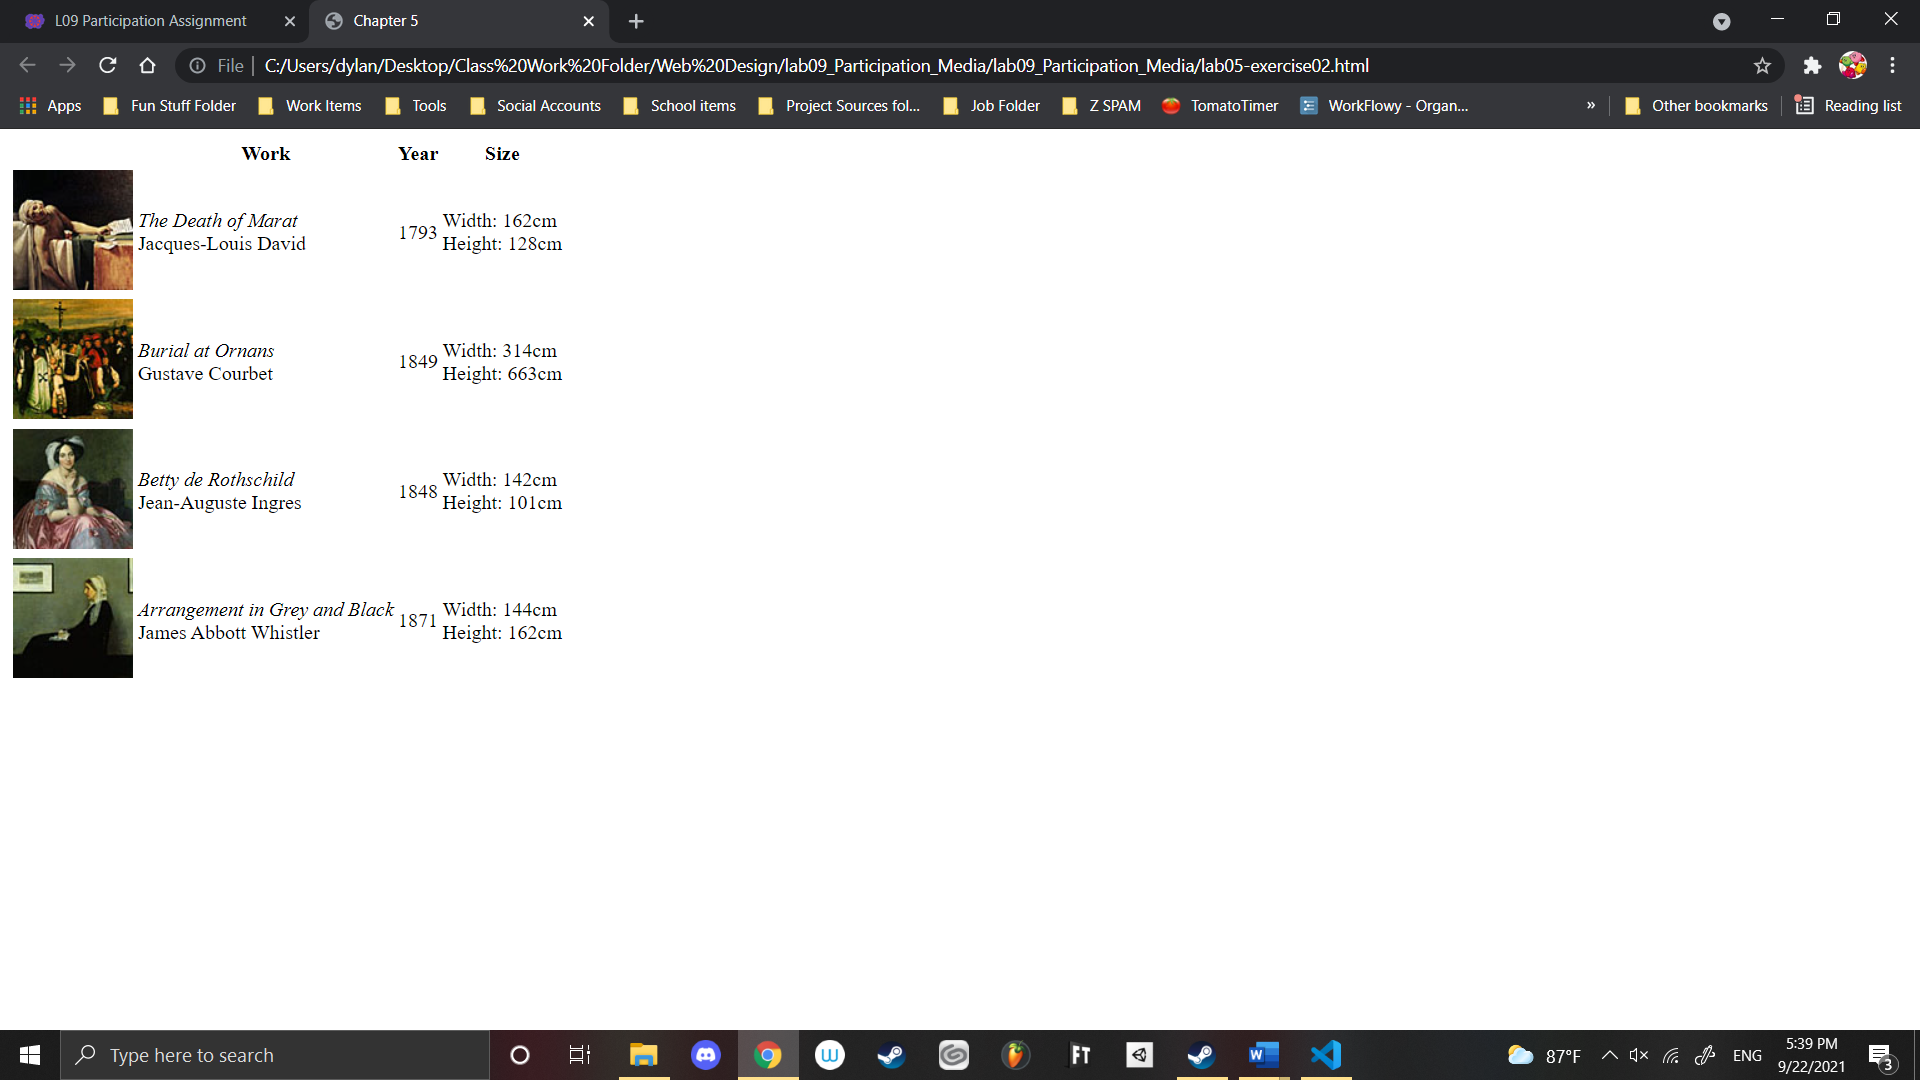 L09 Participation Assignment
Chapter 5
File
C:/Users/dylan/Desktop/Class%20Work%20Folder/Web%20Design/lab09_Participation_Media/lab09_Participation_Media/lab05-exercise02.html
Apps Fun Stuff Folder Work Items Tools Social Accounts School items Project Sources fol... Job Folder Z SPAM TomatoTimer WorkFlowy - Organ... » Other bookmarks Reading list
Work Year Size
The Death of Marat
Jacques-Louis David
1793
Width: 162cm
Height: 128cm
Burial at Ornans
Gustave Courbet
1849
Width: 314cm
Height: 663cm
Betty de Rothschild
Jean-Auguste Ingres
1848
Width: 142cm
Height: 101cm
Arrangement in Grey and Black
James Abbott Whistler
1871
Width: 144cm
Height: 162cm
Type here to search
W
FT
W
87°F
ENG
5:39 PM
9/22/2021
3